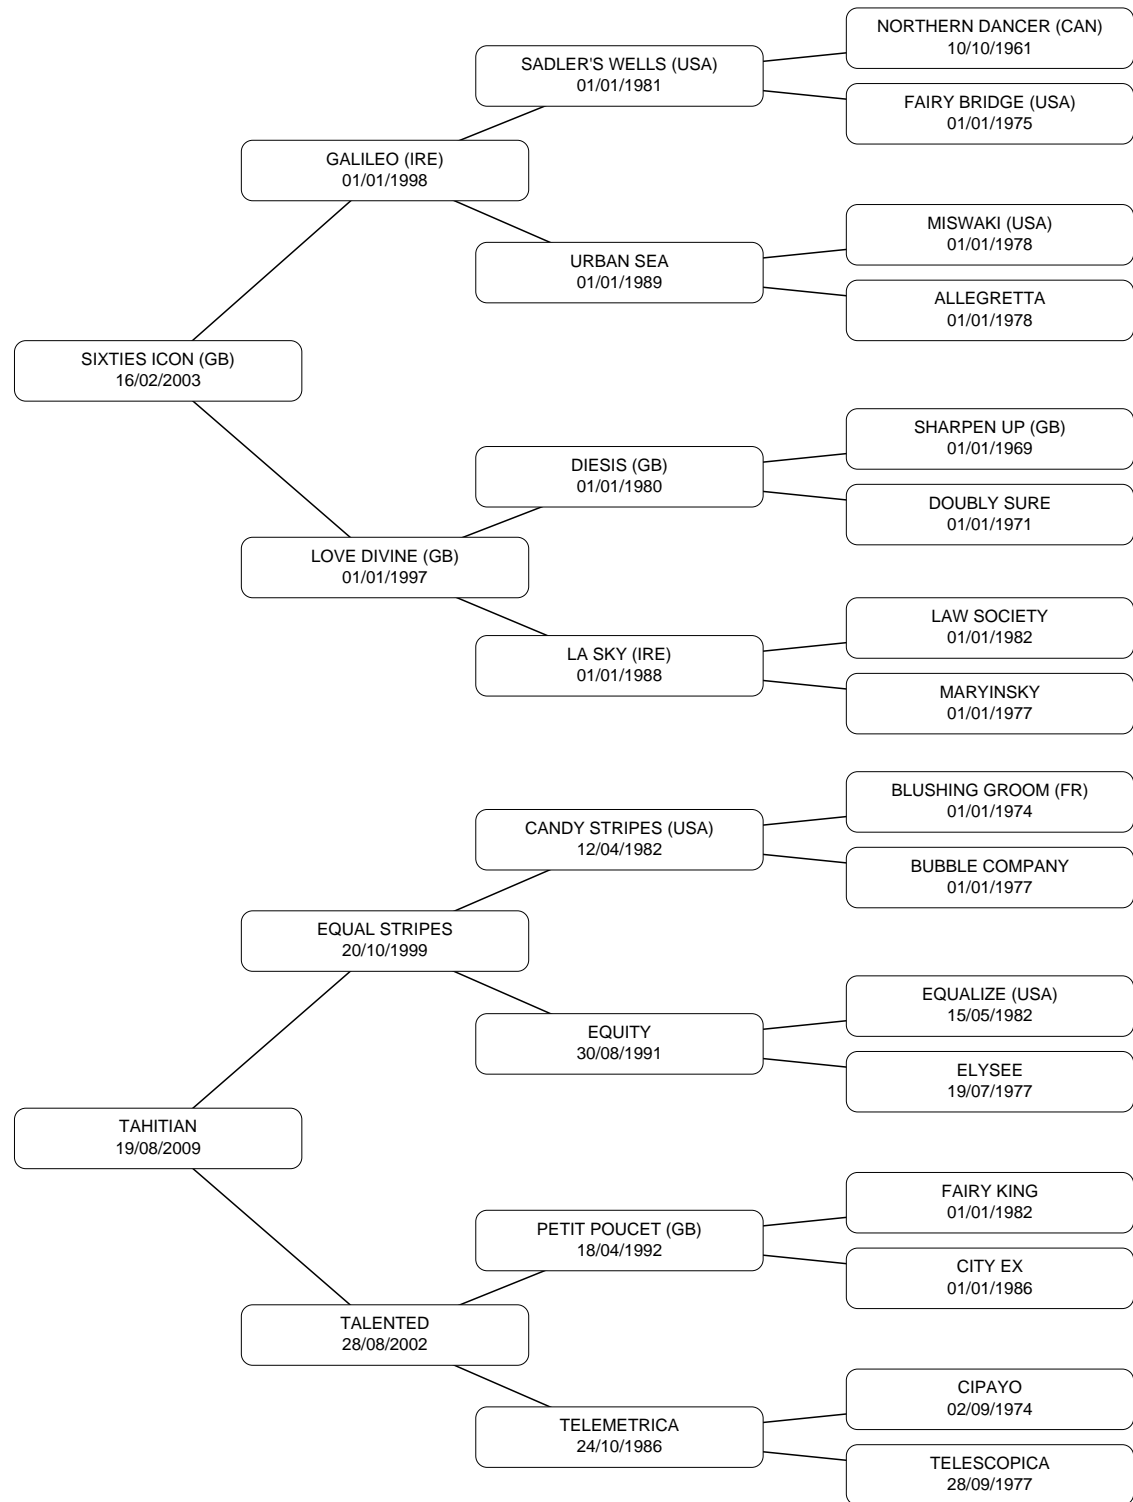 NORTHERN DANCER (CAN)
10/10/1961
SADLER'S WELLS (USA)
01/01/1981
FAIRY BRIDGE (USA)
01/01/1975
GALILEO (IRE)
01/01/1998
MISWAKI (USA)
01/01/1978
URBAN SEA
01/01/1989
ALLEGRETTA
01/01/1978
SIXTIES ICON (GB)
16/02/2003
SHARPEN UP (GB)
01/01/1969
DIESIS (GB)
01/01/1980
DOUBLY SURE
01/01/1971
LOVE DIVINE (GB)
01/01/1997
LAW SOCIETY
01/01/1982
LA SKY (IRE)
01/01/1988
MARYINSKY
01/01/1977
BLUSHING GROOM (FR)
01/01/1974
CANDY STRIPES (USA)
12/04/1982
BUBBLE COMPANY
01/01/1977
EQUAL STRIPES
20/10/1999
EQUALIZE (USA)
15/05/1982
EQUITY
30/08/1991
ELYSEE
19/07/1977
TAHITIAN
19/08/2009
FAIRY KING
01/01/1982
PETIT POUCET (GB)
18/04/1992
CITY EX
01/01/1986
TALENTED
28/08/2002
CIPAYO
02/09/1974
TELEMETRICA
24/10/1986
TELESCOPICA
28/09/1977